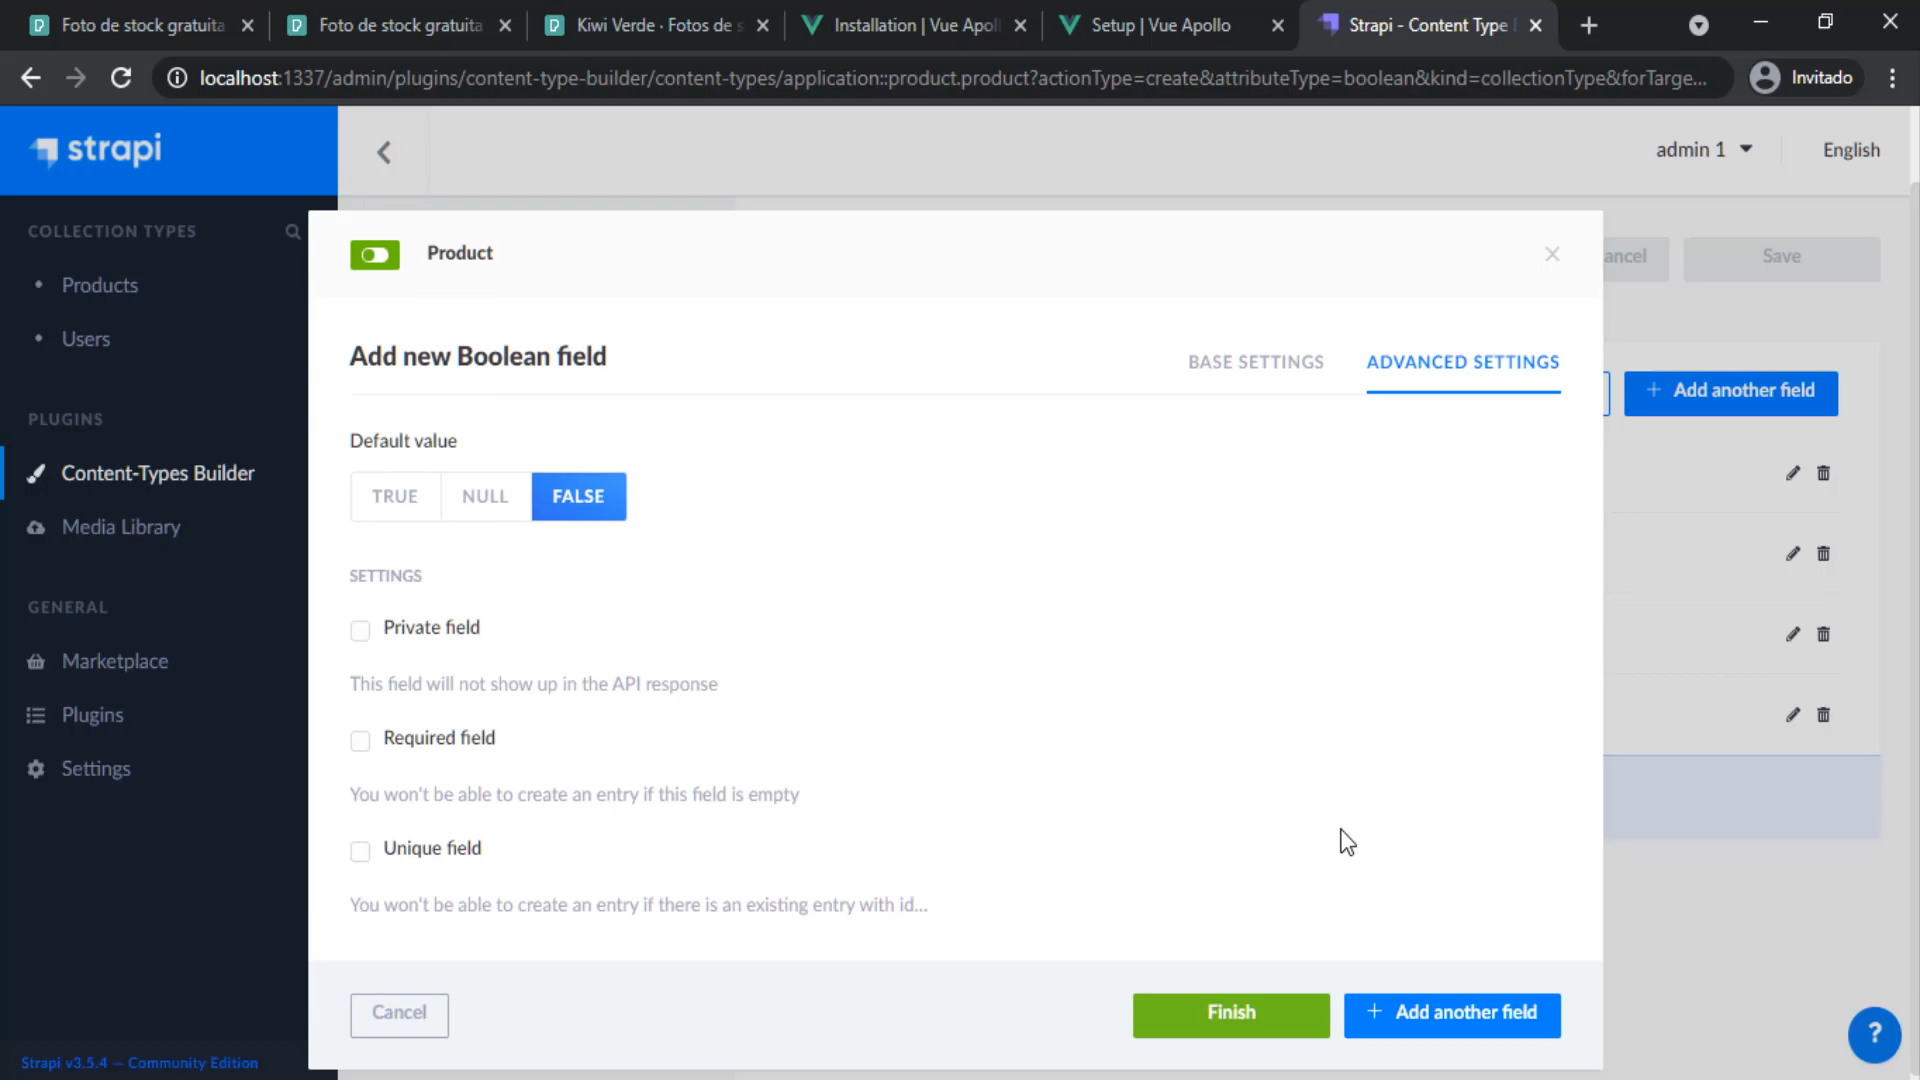 Foto de stock gratuita
Foto de stock gratuita
Kiwi Verde · Fotos de s
Installation | Vue Apoll
Setup | Vue Apollo
Strapi - Content Type
localhost:1337/admin/plugins/content-type-builder/content-types/application::product.product?actionType=create&attributeType=boolean&kind=collectionType&forTarge...
Invitado
strapi
admin 1
English
COLLECTION TYPES
Products
Users
PLUGINS
Content-Types Builder
Media Library
GENERAL
Marketplace
Plugins
Settings
Strapi v3.5.4 — Community Edition
Product
ancel
Save
Add new Boolean field
BASE SETTINGS
ADVANCED SETTINGS
+ Add another field
Default value
TRUE
NULL
FALSE
SETTINGS
Private field
This field will not show up in the API response
Required field
You won't be able to create an entry if this field is empty
Unique field
You won't be able to create an entry if there is an existing entry with id...
Cancel
Finish
+ Add another field
?